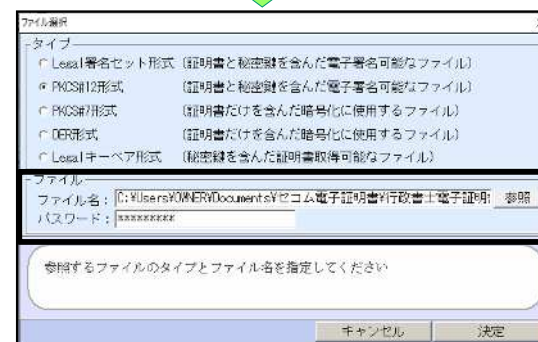 ファイル選択
タイプ
Legal署名セット形式 (証明書と秘密鍵を含んだ電子署名可能なファイル)
PKCS#12形式 (証明書と秘密鍵を含んだ電子署名可能なファイル)
PKCS#7形式 (証明書だけを含んだ暗号化に使用するファイル)
DER形式 (証明書だけを含んだ暗号化に使用するファイル)
Legalキーペア形式 (秘密鍵を含んだ証明書取得可能なファイル)
ファイル
ファイル名: C:¥Users¥OWNER¥Documents¥セコム電子証明書¥行政書士電子証明 参照
パスワード: *********
参照するファイルのタイプとファイル名を指定してください
キャンセル 決定